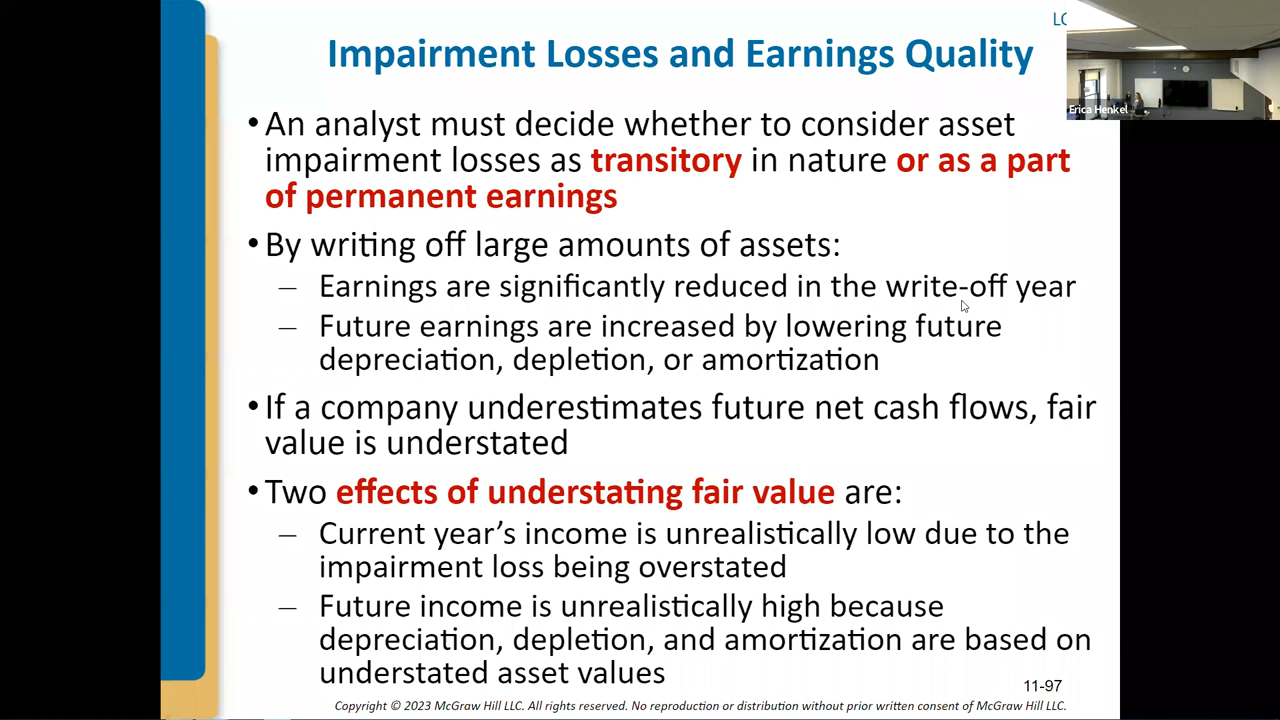 LO
Impairment Losses and Earnings Quality
Erica Henkel
• An analyst must decide whether to consider asset
impairment losses as transitory in nature or as a part
of permanent earnings
• By writing off large amounts of assets:
– Earnings are significantly reduced in the write-off year
– Future earnings are increased by lowering future
depreciation, depletion, or amortization
• If a company underestimates future net cash flows, fair
value is understated
• Two effects of understating fair value are:
– Current year’s income is unrealistically low due to the
impairment loss being overstated
– Future income is unrealistically high because
depreciation, depletion, and amortization are based on
understated asset values
11-97
Copyright © 2023 McGraw Hill LLC. All rights reserved. No reproduction or distribution without prior written consent of McGraw Hill LLC.